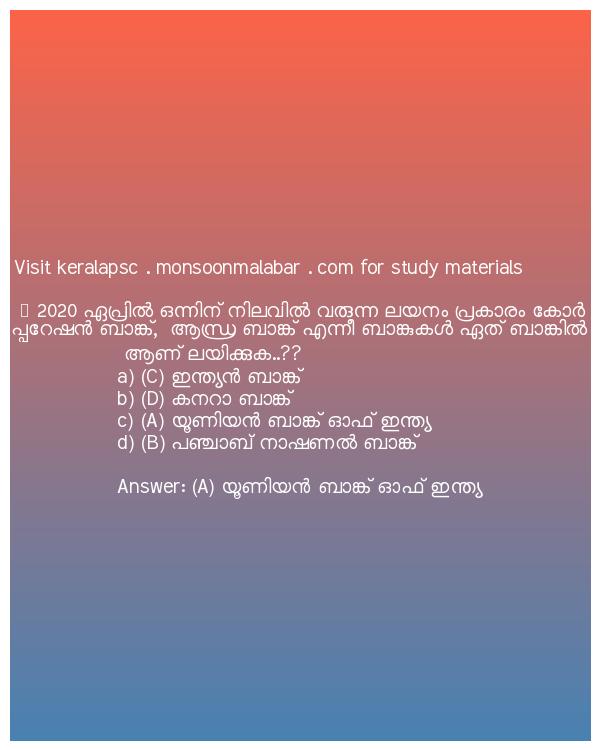 Visit keralapsc . monsoonmalabar . com for study materials
2020 ഏപ്രിൽ ഒന്നിന് നിലവിൽ വരുന്ന ലയനം പ്രകാരം കോർ
പ്പറേഷൻ ബാങ്ക്, ആന്ധ്ര ബാങ്ക് എന്നീ ബാങ്കുകൾ ഏത് ബാങ്കിൽ
ആണ് ലയിക്കുക..??
a) (C) ഇന്ത്യൻ ബാങ്ക്
b) (D) കനറാ ബാങ്ക്
c) (A) യൂണിയൻ ബാങ്ക് ഓഫ് ഇന്ത്യ
d) (B) പഞ്ചാബ് നാഷണൽ ബാങ്ക്
Answer: (A) യൂണിയൻ ബാങ്ക് ഓഫ് ഇന്ത്യ